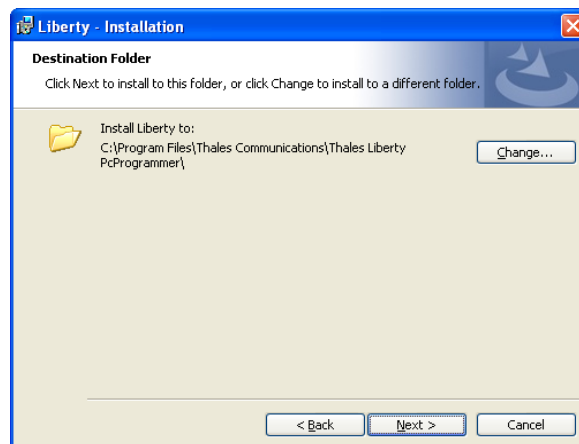 Liberty - Installation
Destination Folder
Click Next to install to this folder, or click Change to install to a different folder.
Install Liberty to:
C:\Program Files\Thales Communications\Thales Liberty
PcProgrammer\
Change...
< Back
Next >
Cancel